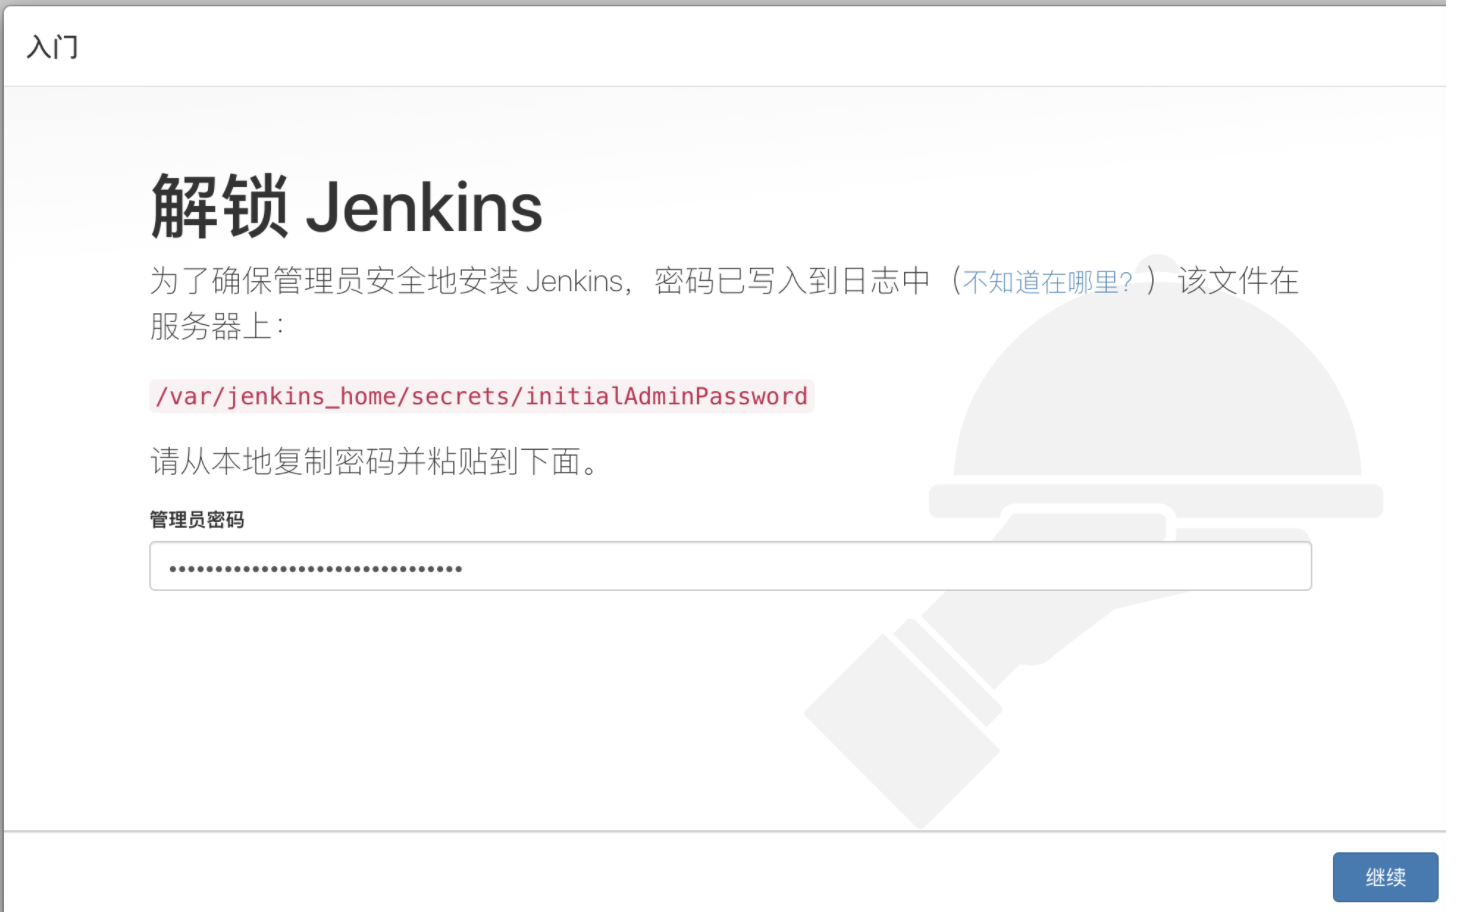 入门
解锁 Jenkins
为了确保管理员安全地安装 Jenkins，密码已写入到日志中（不知道在哪里？）该文件在
服务器上：
/var/jenkins_home/secrets/initialAdminPassword
请从本地复制密码并粘贴到下面。
管理员密码
••••••••••••••••••••••••••••••••
继续